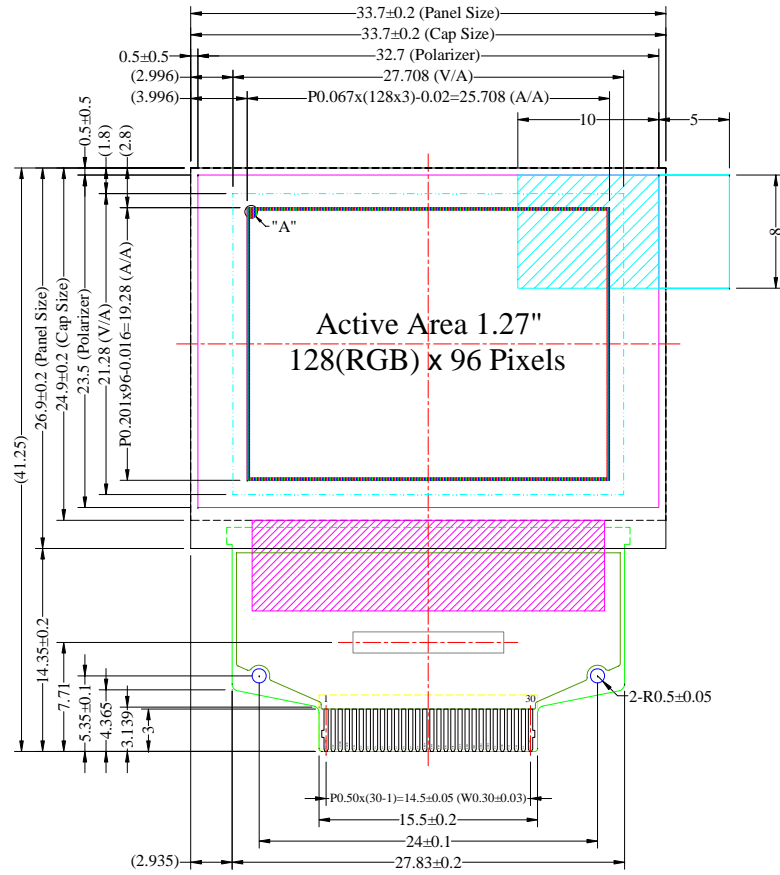 33.7±0.2 (Panel Size)
33.7±0.2 (Cap Size)
0.5±0.5
32.7 (Polarizer)
(2.996)
27.708 (V/A)
(3.996)
P0.067x(128x3)-0.02=25.708 (A/A)
0.5±0.5
(1.8)
(2.8)
10
5
8
"A"
Active Area 1.27"
128(RGB) x 96 Pixels
(41.25)
26.9±0.2 (Panel Size)
24.9±0.2 (Cap Size)
23.5 (Polarizer)
21.28 (V/A)
P0.201x96-0.016=19.28 (A/A)
14.35±0.2
7.71
5.35±0.1
4.365
3.139
3
1
30
2-R0.5±0.05
P0.50x(30-1)=14.5±0.05 (W0.30±0.03)
15.5±0.2
24±0.1
(2.935)
27.83±0.2